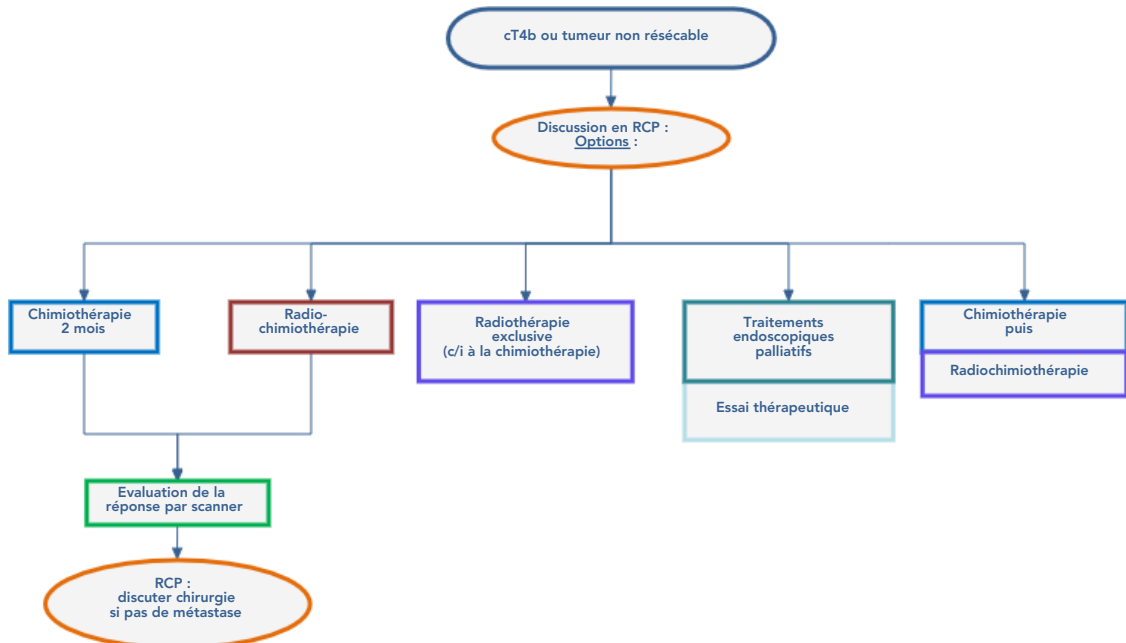 cT4b ou tumeur non résécable
Discussion en RCP :
Options :
Chimiothérapie
2 mois
Radio-
chimiothérapie
Radiothérapie
exclusive
(c/i à la chimiothérapie)
Traitements
endoscopiques
palliatifs
Essai thérapeutique
Chimiothérapie
puis
Radiochimiothérapie
Evaluation de la
réponse par scanner
RCP :
discuter chirurgie
si pas de métastase